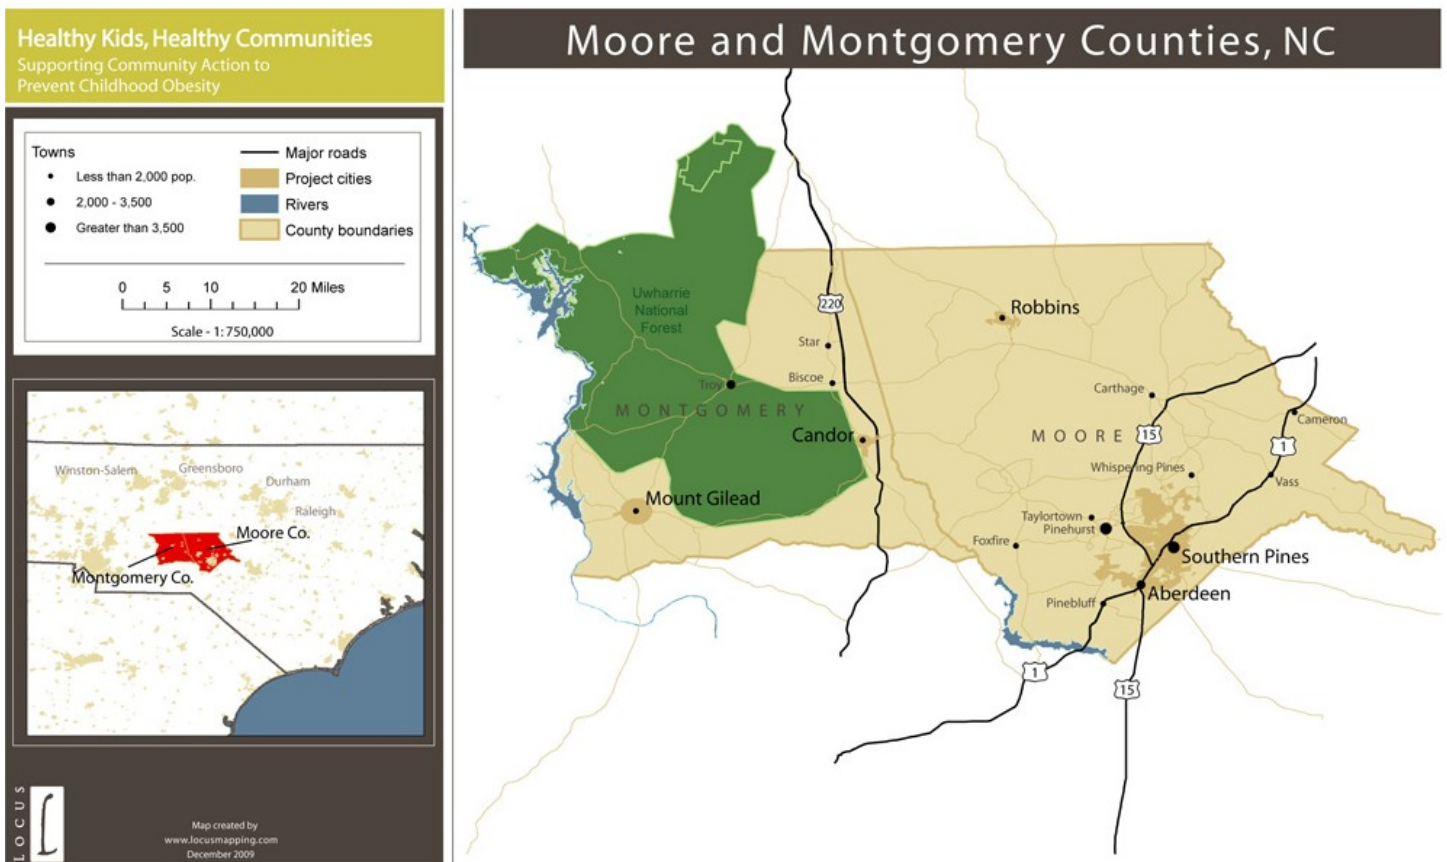 Healthy Kids, Healthy Communities
Supporting Community Action to
Prevent Childhood Obesity
Towns
Less than 2,000 pop.
2,000 - 3,500
Greater than 3,500
Major roads
Project cities
Rivers
County boundaries
0 5 10 20 Miles
Scale - 1:750,000
Winston-Salem
Greensboro
Durham
Raleigh
Moore Co.
Montgomery Co.
LOCUS
L
Map created by
www.locusmapping.com
December 2009
Moore and Montgomery Counties, NC
Uwharrie
National
Forest
220
Robbins
Star
Biscoe
Troy
MONTGOMERY
Candor
Carthage
Cameron
MOORE
15
1
Whispering Pines
Vass
Mount Gilead
Taylortown
Pinehurst
Foxfire
Southern Pines
Aberdeen
Pinebluff
1
15